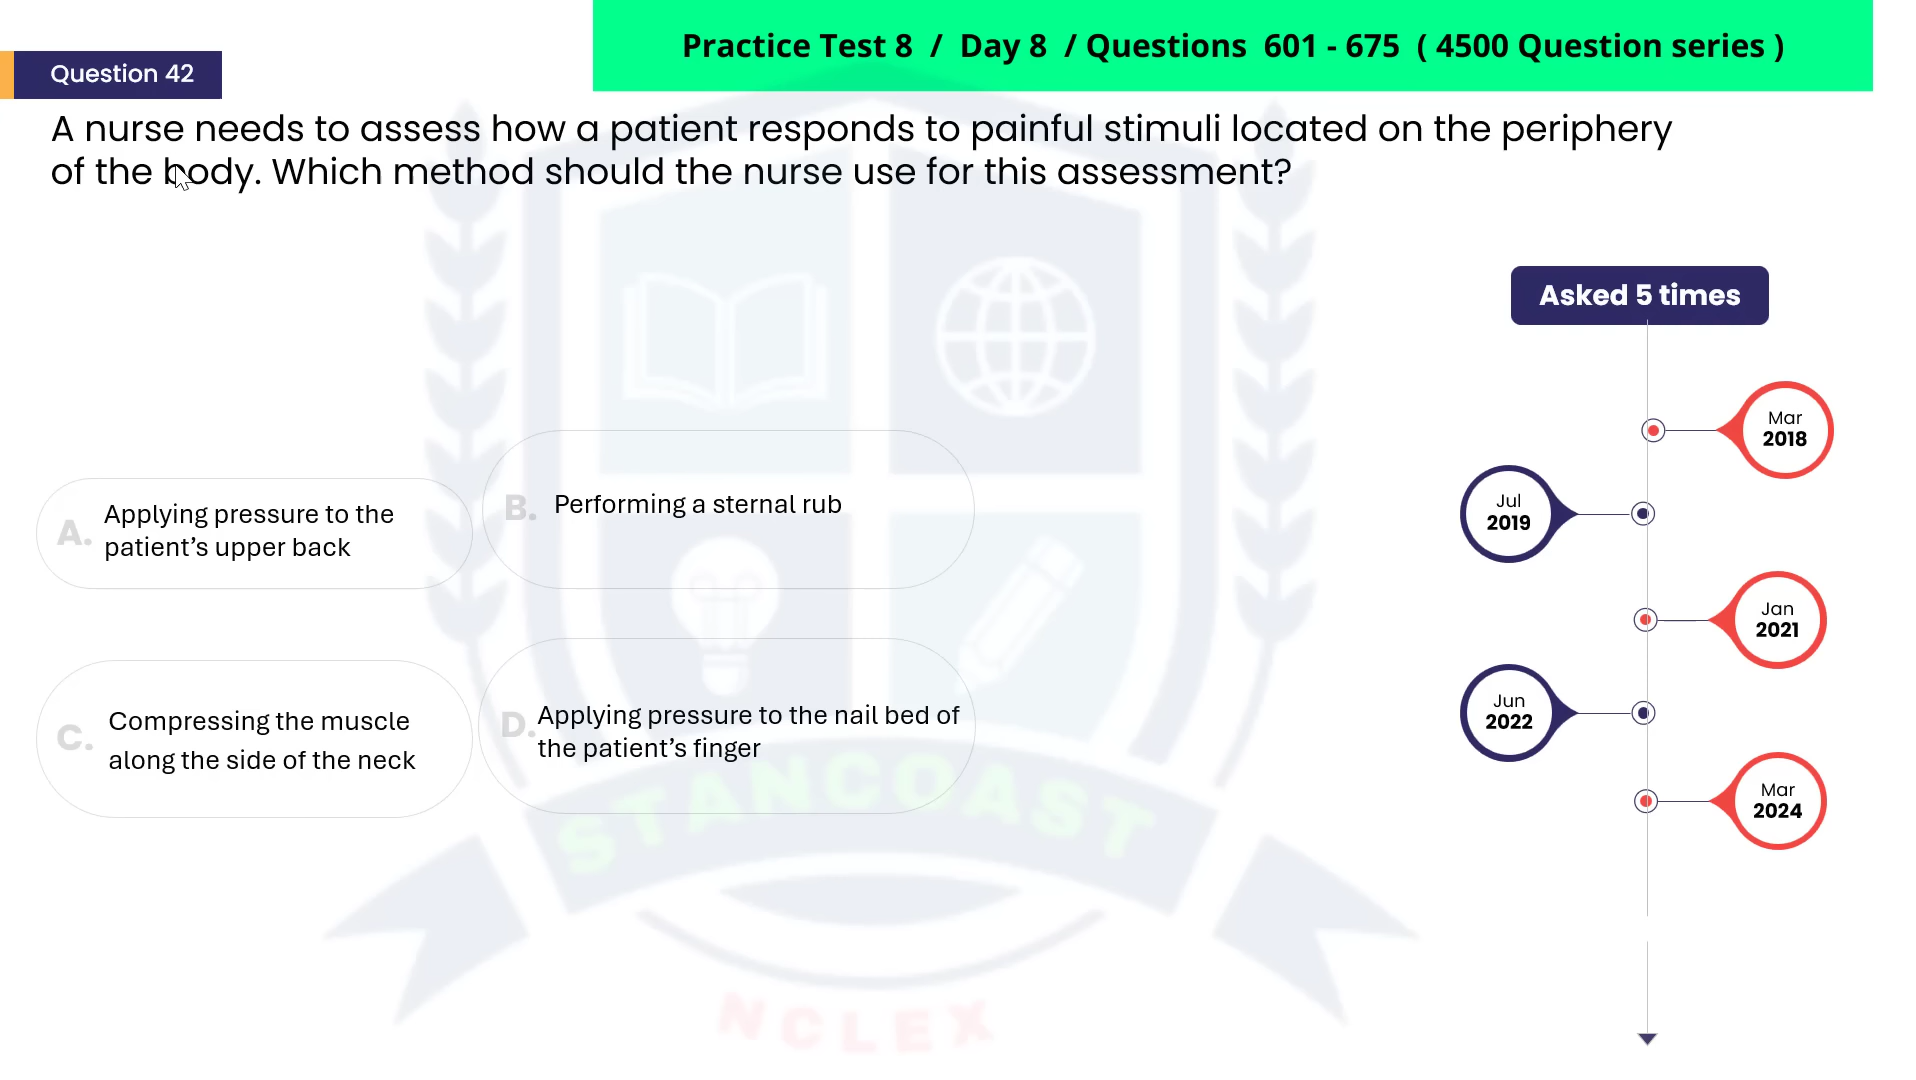 Practice Test 8 / Day 8 / Questions 601 - 675 ( 4500 Question series )
Question 42
A nurse needs to assess how a patient responds to painful stimuli located on the periphery
of the body. Which method should the nurse use for this assessment?
Asked 5 times
A. Applying pressure to the
patient’s upper back
B. Performing a sternal rub
C. Compressing the muscle
along the side of the neck
D. Applying pressure to the nail bed of
the patient’s finger
Mar
2018
Jul
2019
Jan
2021
Jun
2022
Mar
2024
STANCOAST
NCLEX